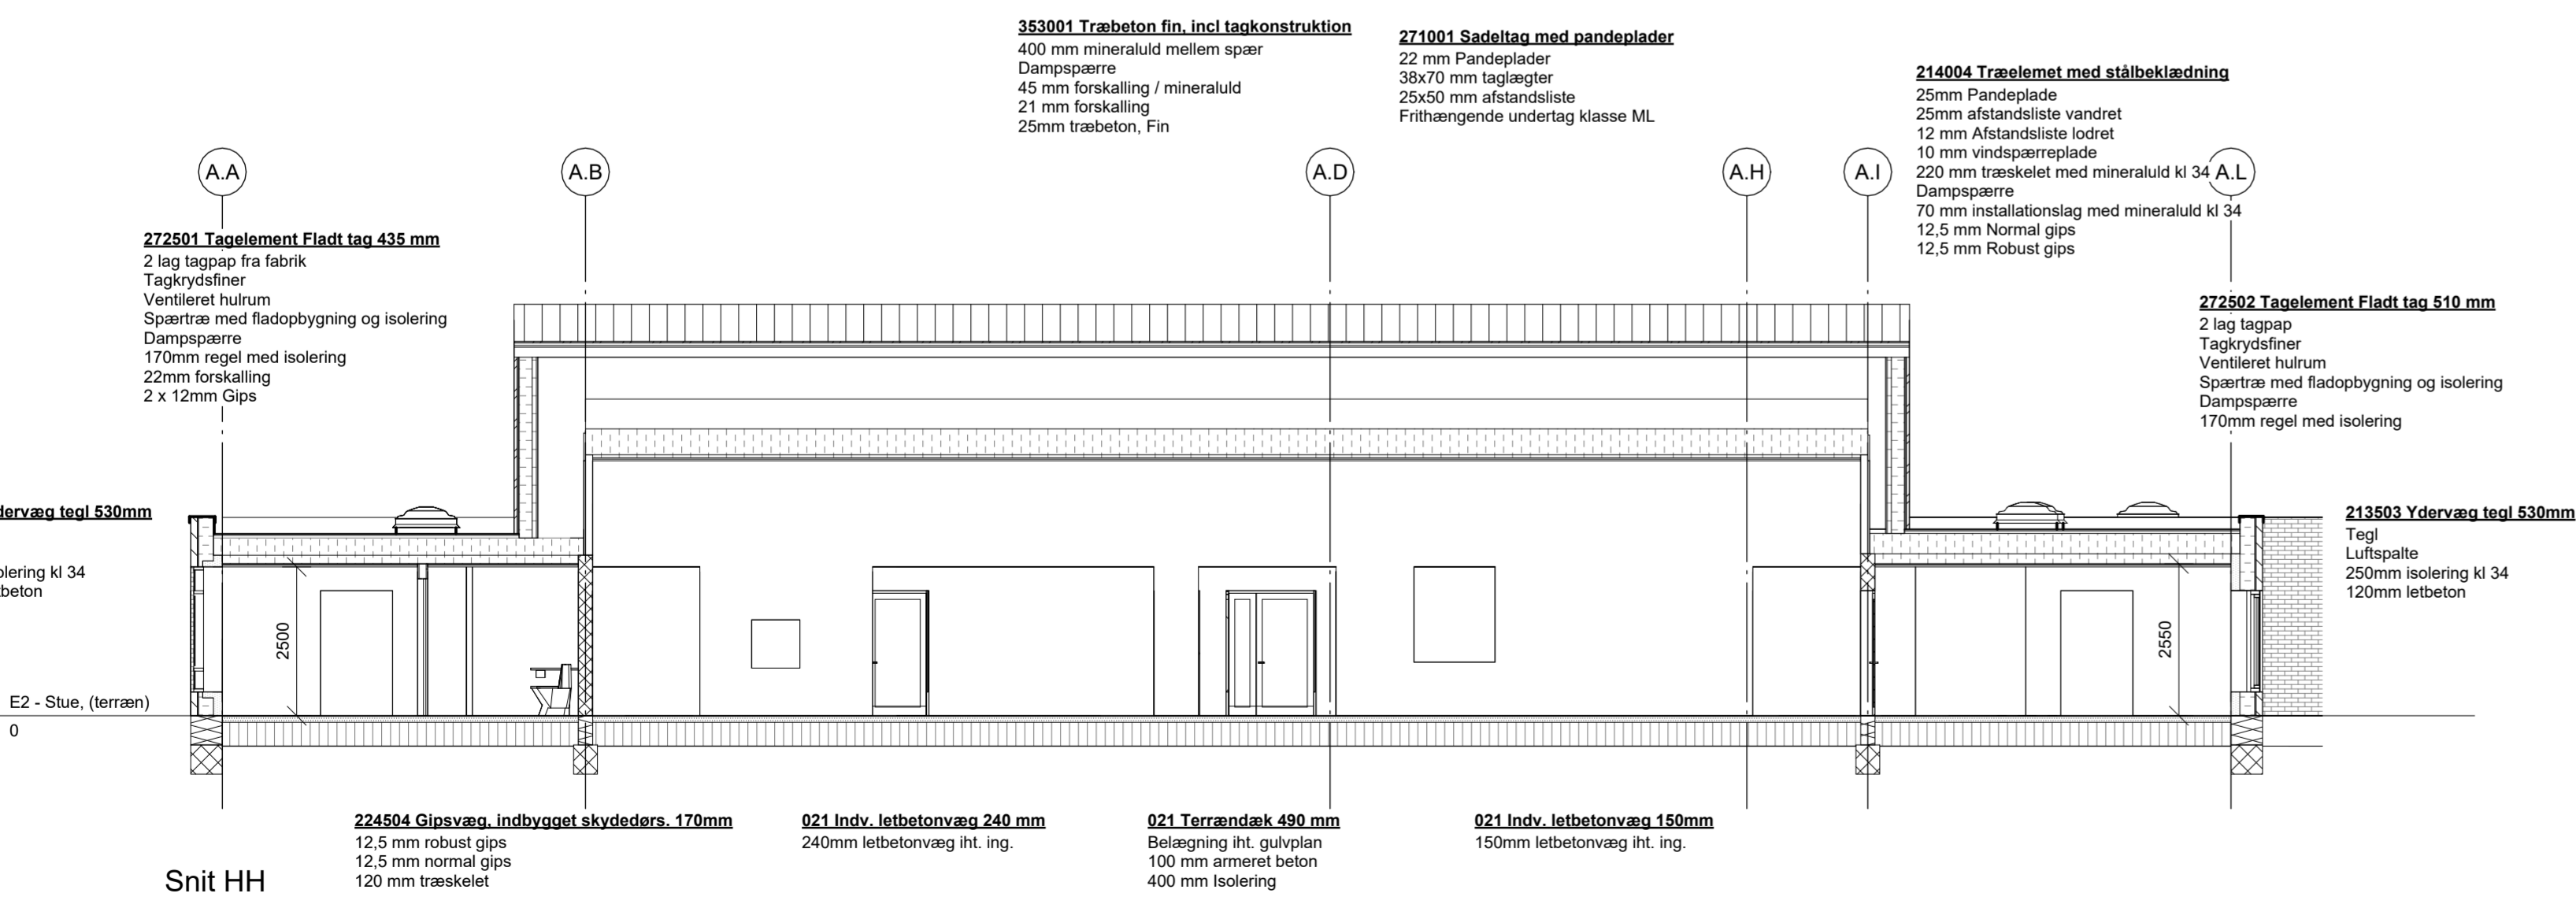 353001 Træbeton fin, incl tagkonstruktion
400 mm mineraluld mellem spær
Dampspærre
45 mm forskalling / mineraluld
21 mm forskalling
25mm træbeton, Fin
271001 Sadeltag med pandeplader
22 mm Pandeplader
38x70 mm taglægter
25x50 mm afstandsliste
Frithængende undertag klasse ML
214004 Træelemet med stålbeklædning
25mm Pandeplade
25mm afstandsliste vandret
12 mm Afstandsliste lodret
10 mm vindspærreplade
220 mm træskelet med mineraluld kl 34
Dampspærre
70 mm installationslag med mineraluld kl 34
12,5 mm Normal gips
12,5 mm Robust gips
A.A
A.B
A.D
A.H
A.I
A.L
272501 Tagelement Fladt tag 435 mm
2 lag tagpap fra fabrik
Tagkrydsfiner
Ventileret hulrum
Spærtræ med fladopbygning og isolering
Dampspærre
170mm regel med isolering
22mm forskalling
2 x 12mm Gips
272502 Tagelement Fladt tag 510 mm
2 lag tagpap
Tagkrydsfiner
Ventileret hulrum
Spærtræ med fladopbygning og isolering
Dampspærre
170mm regel med isolering
dervæg tegl 530mm
olering kl 34
tbeton
213503 Ydervæg tegl 530mm
Tegl
Luftspalte
250mm isolering kl 34
120mm letbeton
2500
2550
E2 - Stue, (terræn)
0
224504 Gipsvæg, indbygget skydedørs. 170mm
12,5 mm robust gips
12,5 mm normal gips
120 mm træskelet
021 Indv. letbetonvæg 240 mm
240mm letbetonvæg iht. ing.
021 Terrændæk 490 mm
Belægning iht. gulvplan
100 mm armeret beton
400 mm Isolering
021 Indv. letbetonvæg 150mm
150mm letbetonvæg iht. ing.
Snit HH